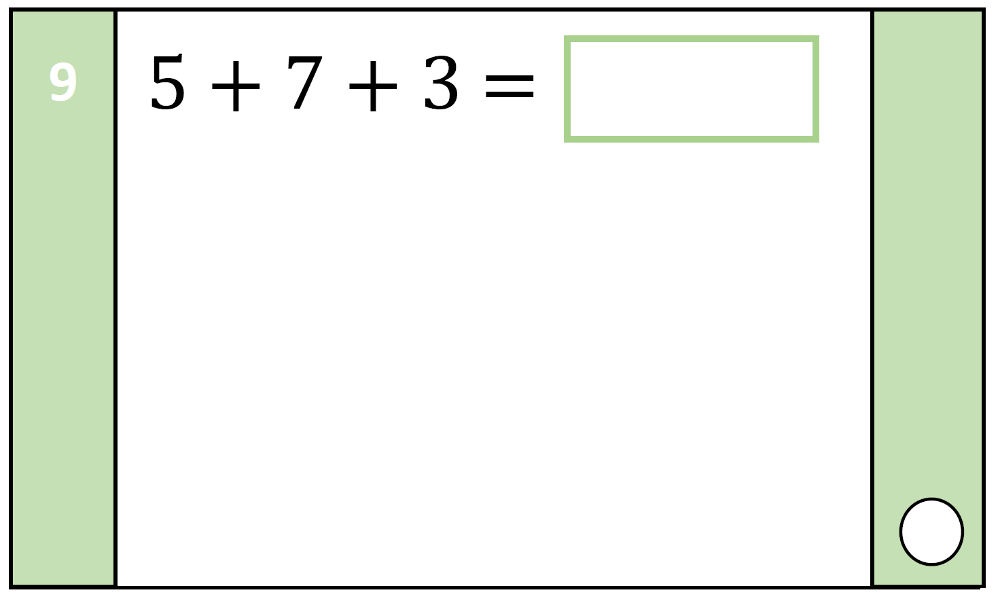 9
5 + 7 + 3 =